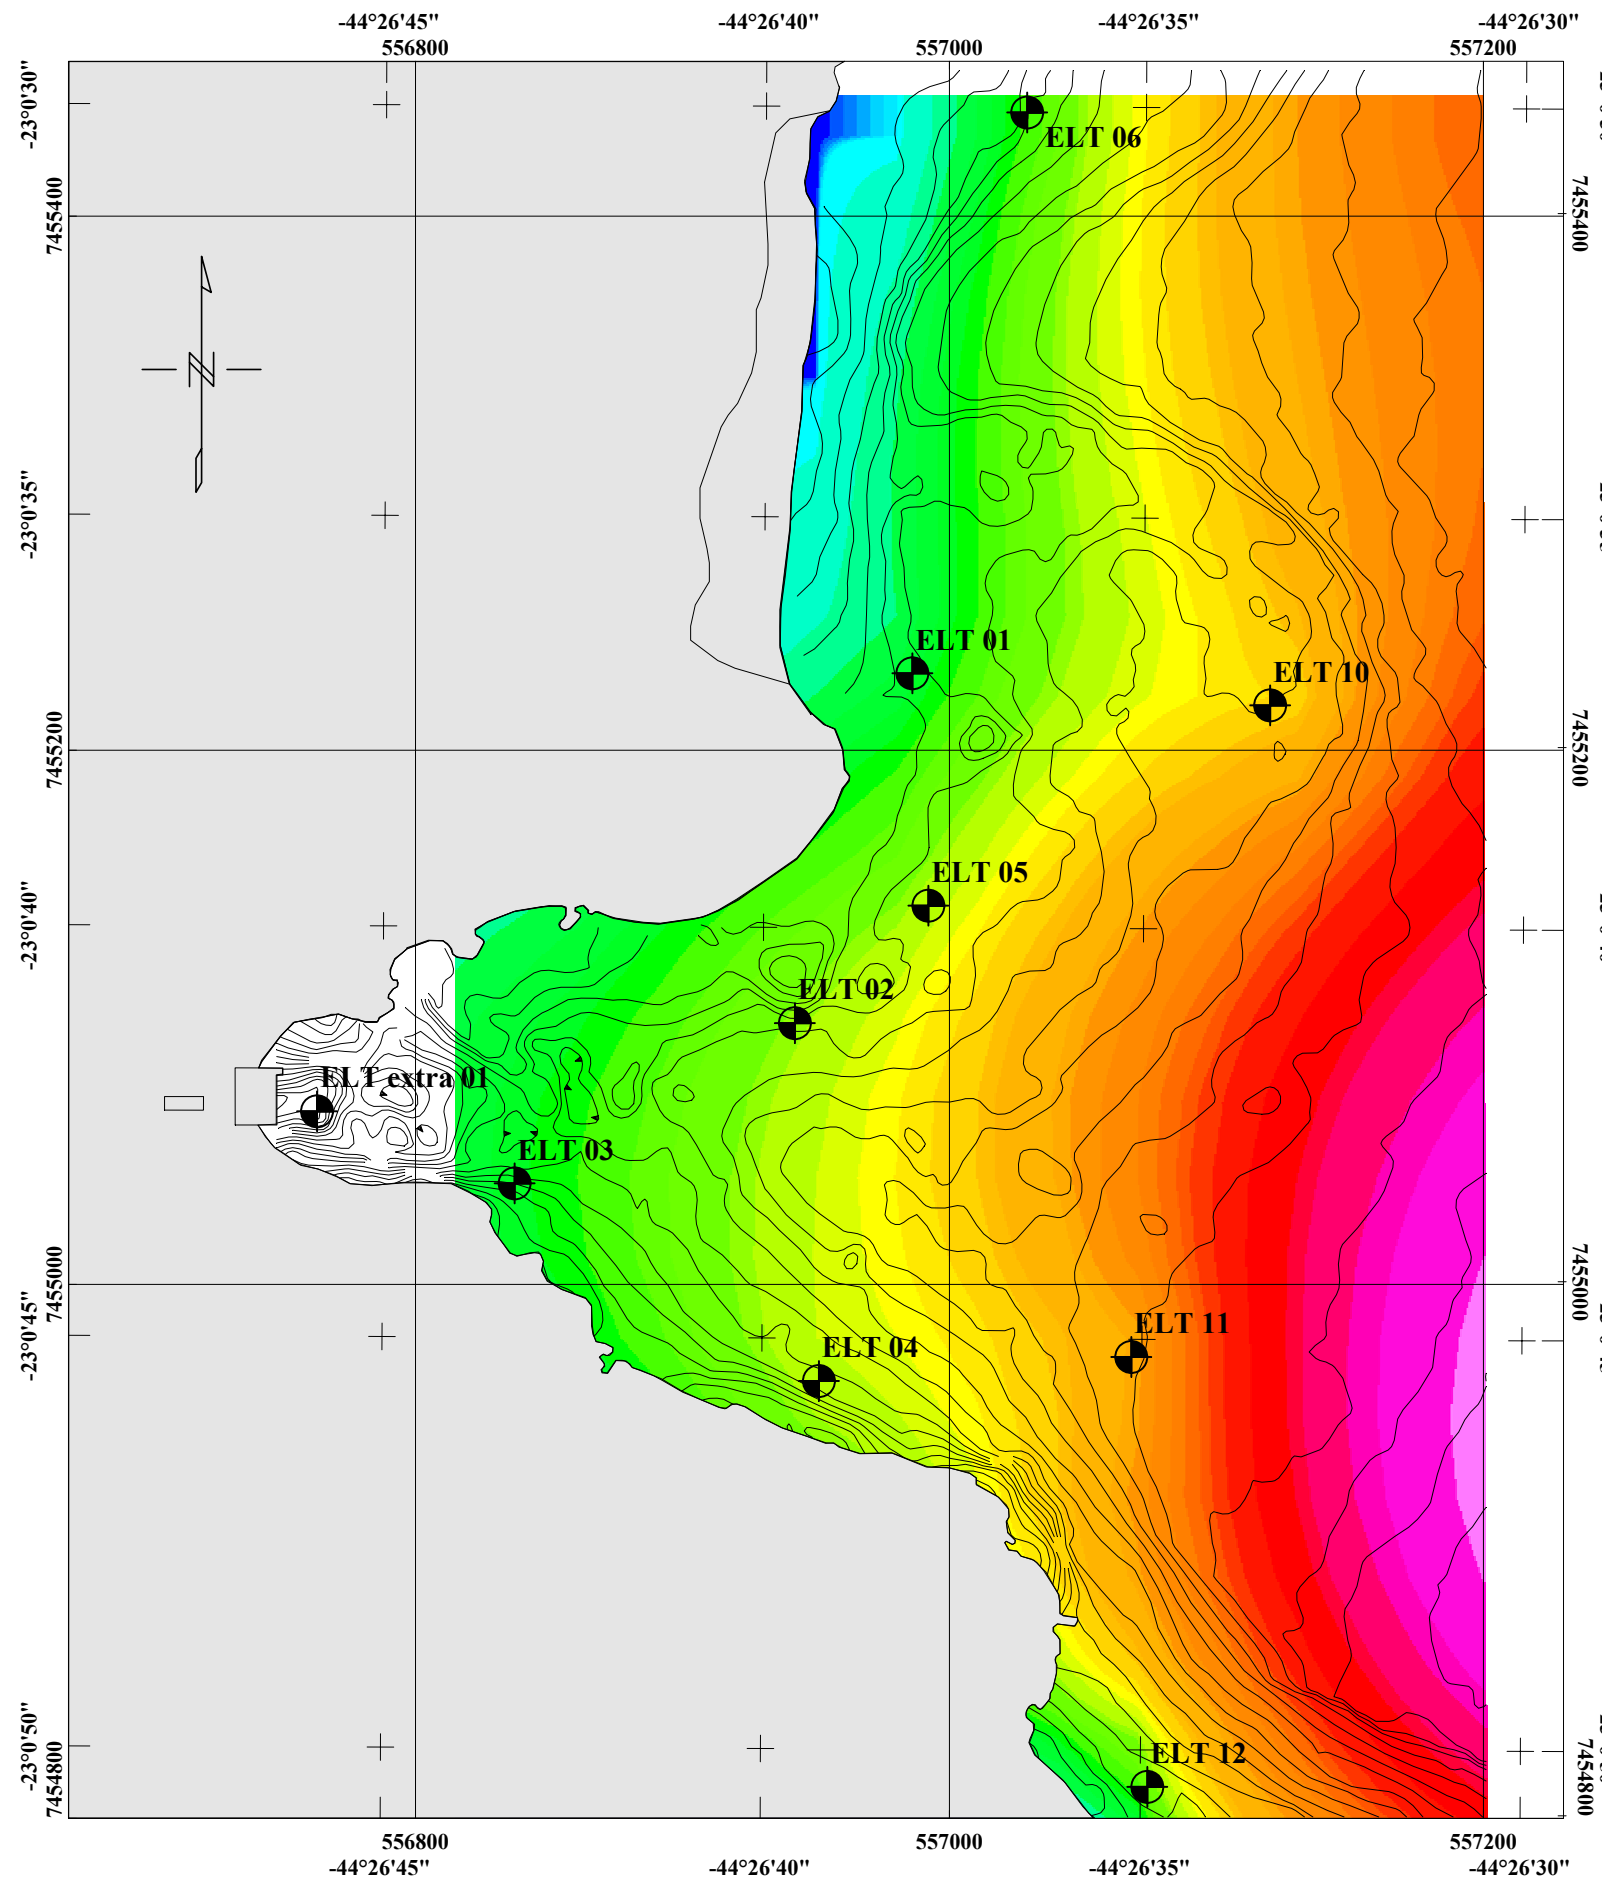 -44°26'45" -44°26'40" -44°26'35" -44°26'30"
556800 557000 557200
-23°0'30"
ELT 06
7455400 7455400
N
-23°0'35"
ELT 01
ELT 10
7455200 7455200
ELT 05
-23°0'40"
ELT 02
ELT extra 01
ELT 03
7455000 7455000
-23°0'45"
ELT 11
ELT 04
-23°0'50"
ELT 12
7454800 7454800
556800 557000 557200
-44°26'45" -44°26'40" -44°26'35" -44°26'30"